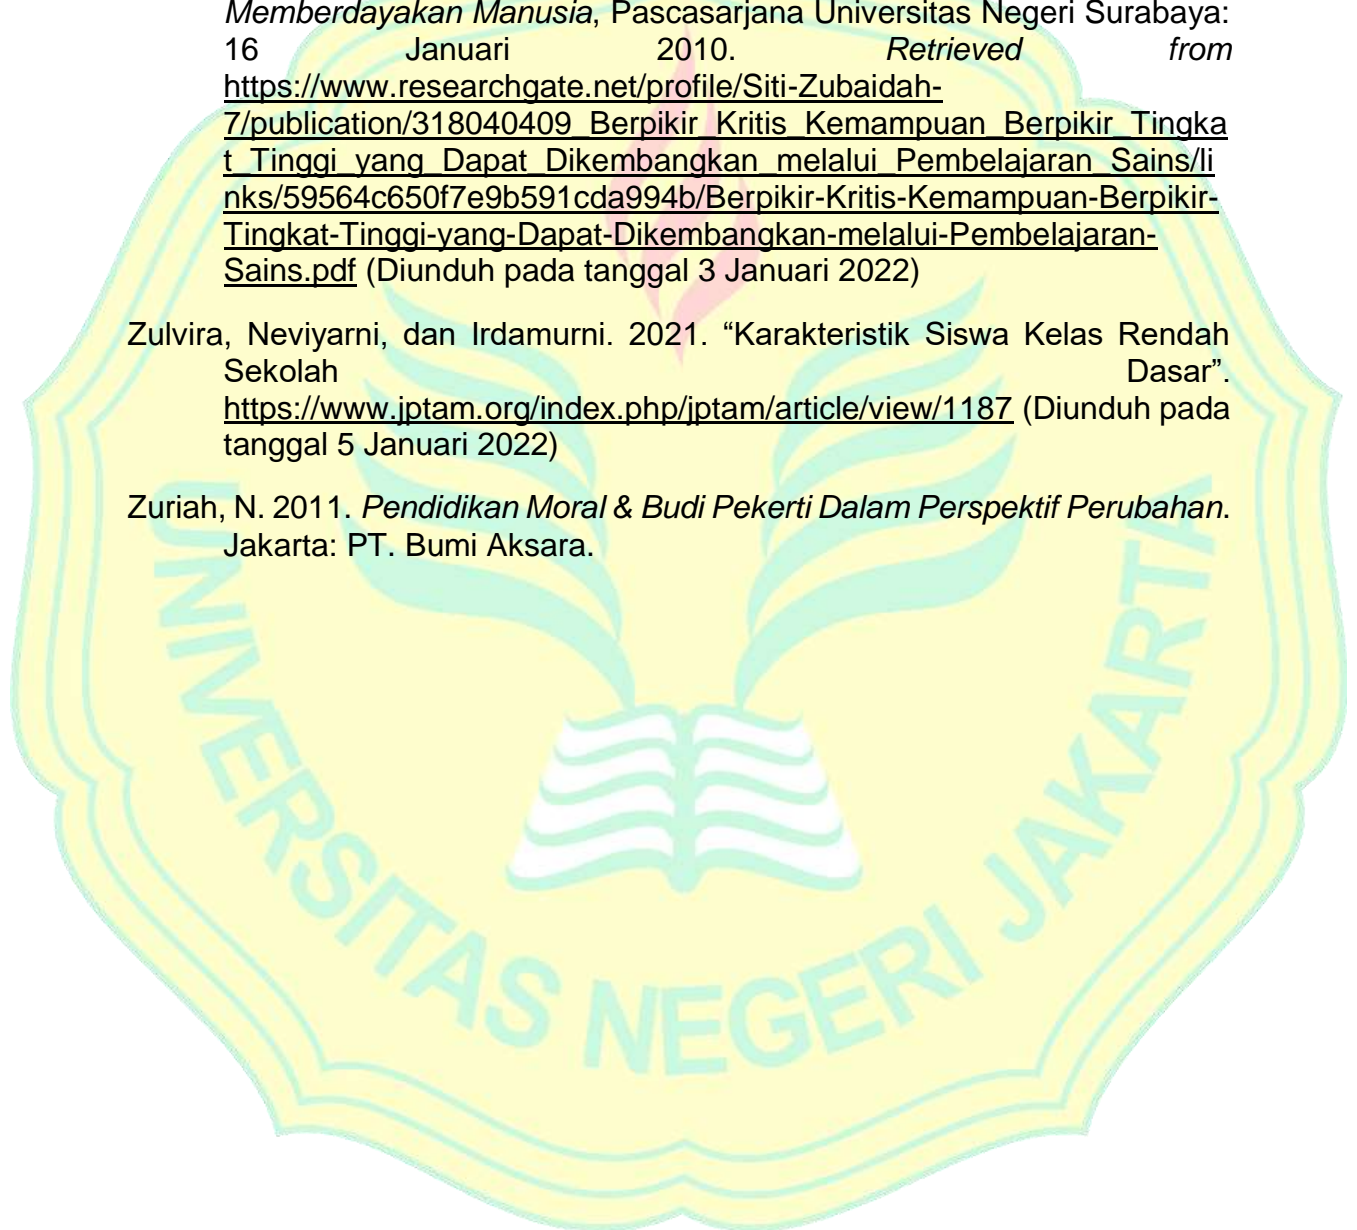 Memberdayakan Manusia, Pascasarjana Universitas Negeri Surabaya:
16 Januari 2010. Retrieved from
https://www.researchgate.net/profile/Siti-Zubaidah-
7/publication/318040409_Berpikir_Kritis_Kemampuan_Berpikir_Tingka
t_Tinggi_yang_Dapat_Dikembangkan_melalui_Pembelajaran_Sains/li
nks/59564c650f7e9b591cda994b/Berpikir-Kritis-Kemampuan-Berpikir-
Tingkat-Tinggi-yang-Dapat-Dikembangkan-melalui-Pembelajaran-
Sains.pdf (Diunduh pada tanggal 3 Januari 2022)
Zulvira, Neviyarni, dan Irdamurni. 2021. “Karakteristik Siswa Kelas Rendah
Sekolah Dasar”.
https://www.jptam.org/index.php/jptam/article/view/1187 (Diunduh pada
tanggal 5 Januari 2022)
Zuriah, N. 2011. Pendidikan Moral & Budi Pekerti Dalam Perspektif Perubahan.
Jakarta: PT. Bumi Aksara.
UNIVERSITAS NEGERI JAKARTA